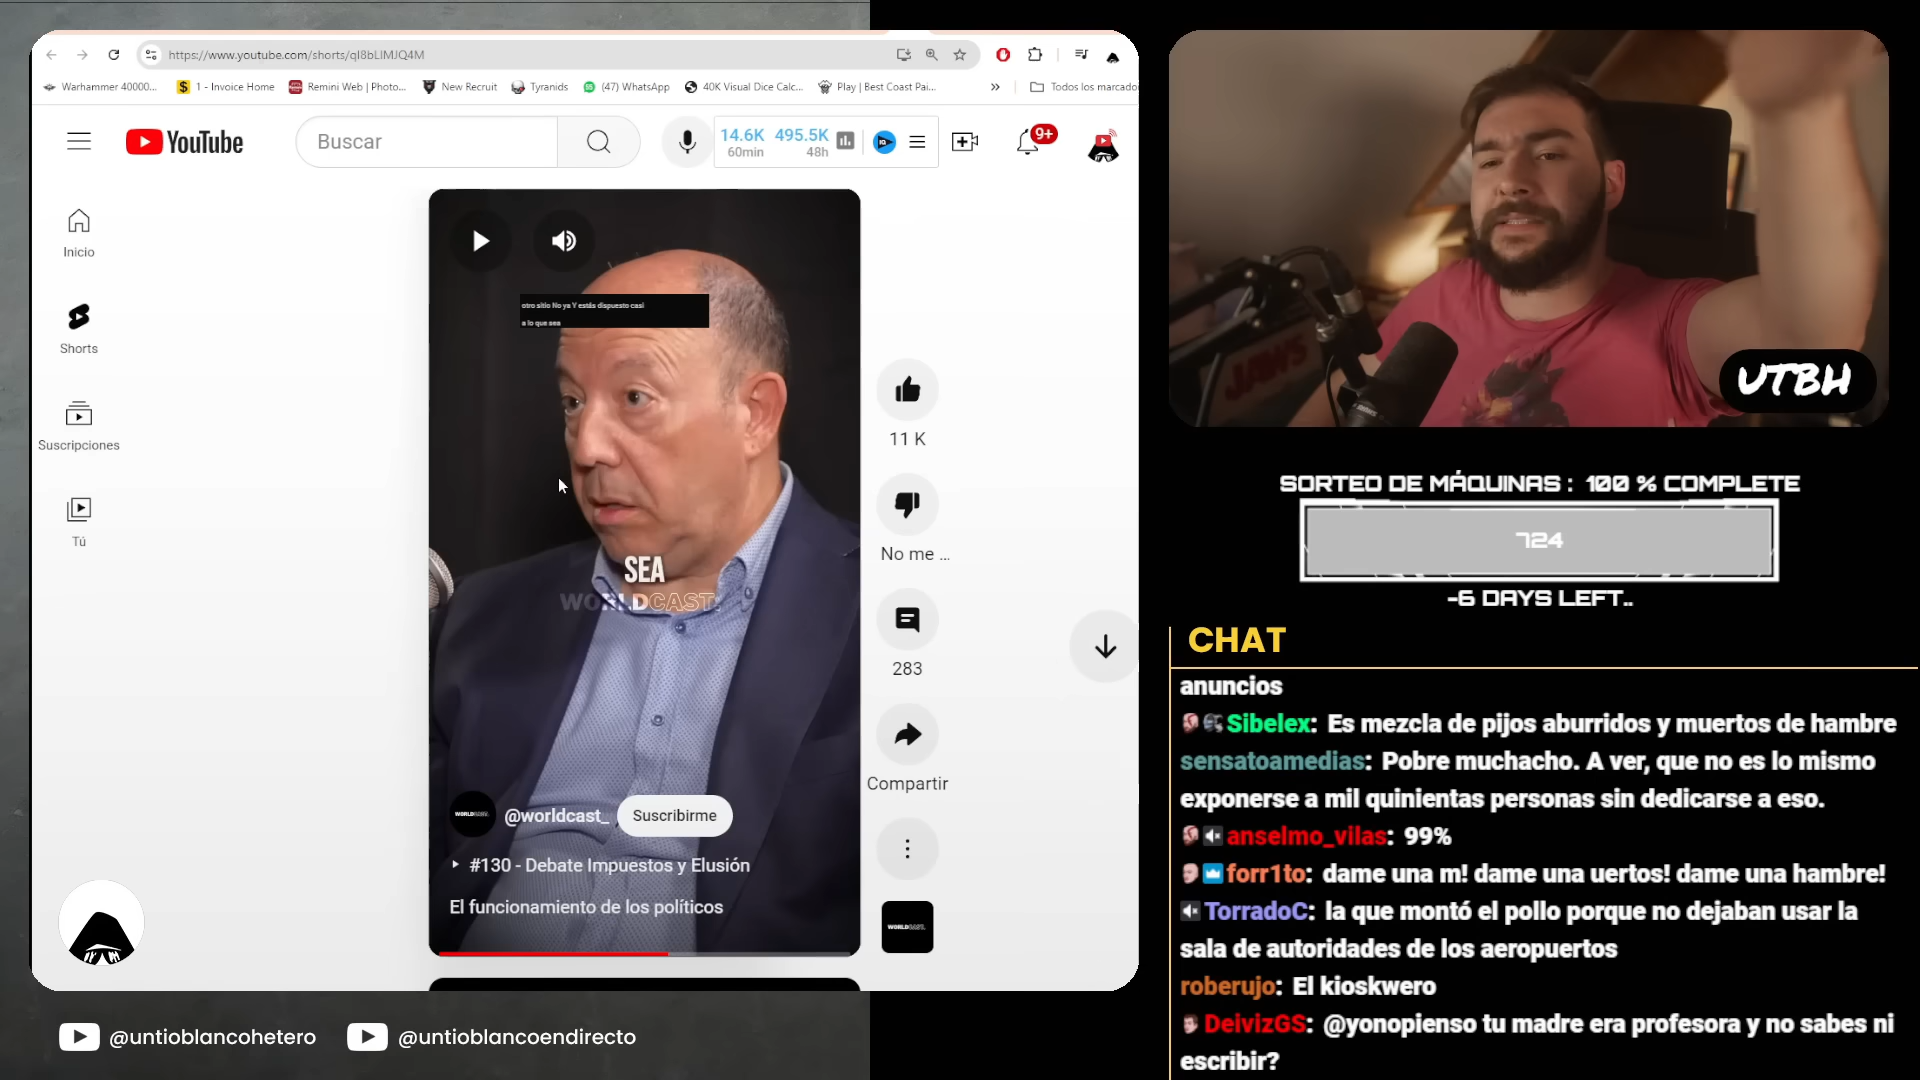 https://www.youtube.com/shorts/ql8bLlMJQ4M
Warhammer 40000...
1 - Invoice Home
Remini Web | Photo...
New Recruit
Tyranids
(47) WhatsApp
40K Visual Dice Calc...
Play | Best Coast Pai...
»
Todos los marcado
YouTube
Buscar
14.6K 495.5K
60min 48h
9+
Inicio
Shorts
Suscripciones
Tú
otro sitio No ya Y estás dispuesto casi
a lo que sea
SEA
WORLDCAST.
11 K
No me ...
283
Compartir
@worldcast_
Suscribirme
#130 - Debate Impuestos y Elusión
El funcionamiento de los políticos
@untioblancohetero
@untioblancoendirecto
JAWS
UTBH
SORTEO DE MÁQUINAS : 100 % COMPLETE
724
-6 DAYS LEFT..
CHAT
anuncios
Sibelex: Es mezcla de pijos aburridos y muertos de hambre
sensatoamedias: Pobre muchacho. A ver, que no es lo mismo
exponerse a mil quinientas personas sin dedicarse a eso.
anselmo_vilas: 99%
forr1to: dame una m! dame una uertos! dame una hambre!
TorradoC: la que montó el pollo porque no dejaban usar la
sala de autoridades de los aeropuertos
roberujo: El kioskwero
DeivizGS: @yonopienso tu madre era profesora y no sabes ni
escribir?